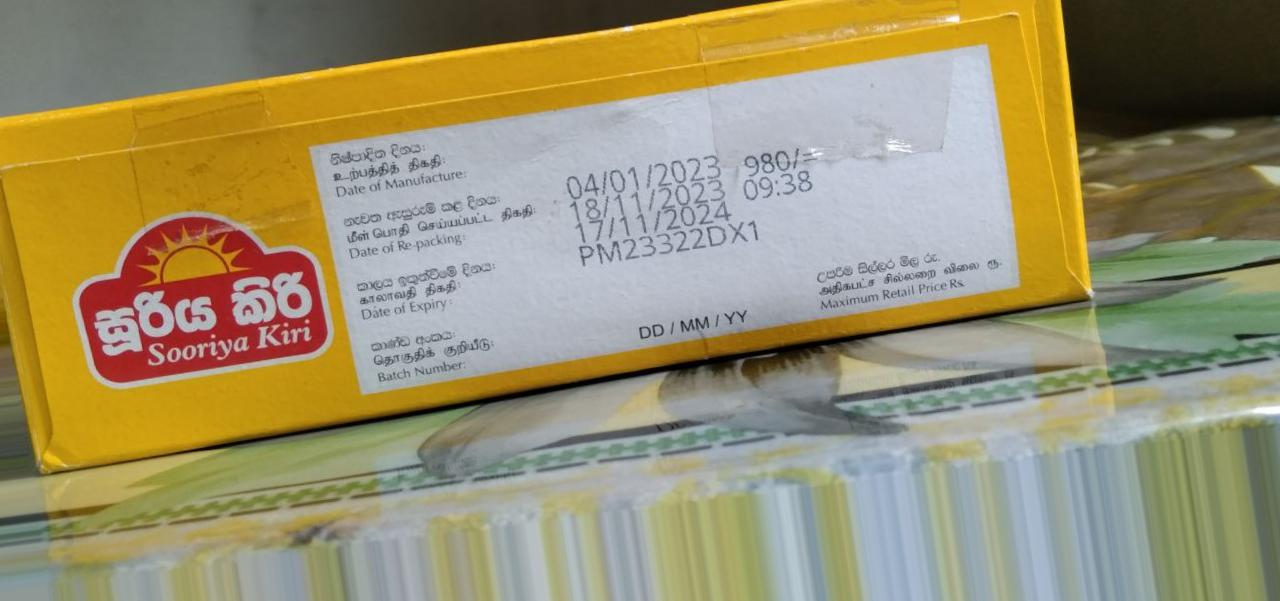 සූරිය කිරි
Sooriya Kiri
නිෂ්පාදිත දිනය:
உற்பத்தித் திகதி:
Date of Manufacture:
නැවත ඇසුරුම් කළ දිනය:
மீள் பொதி செய்யப்பட்ட திகதி:
Date of Re-packing:
කාලය ඉකුත්වීමේ දිනය:
காலாவதி திகதி:
Date of Expiry:
කාණ්ඩ අංකය:
தொகுதிக் குறியீடு:
Batch Number:
04/01/2023 980/=
18/11/2023 09:38
17/11/2024
PM23322DX1
DD / MM / YY
උපරිම සිල්ලර මිල රු.
அதிகபட்ச சில்லறை விலை ரூ.
Maximum Retail Price Rs.